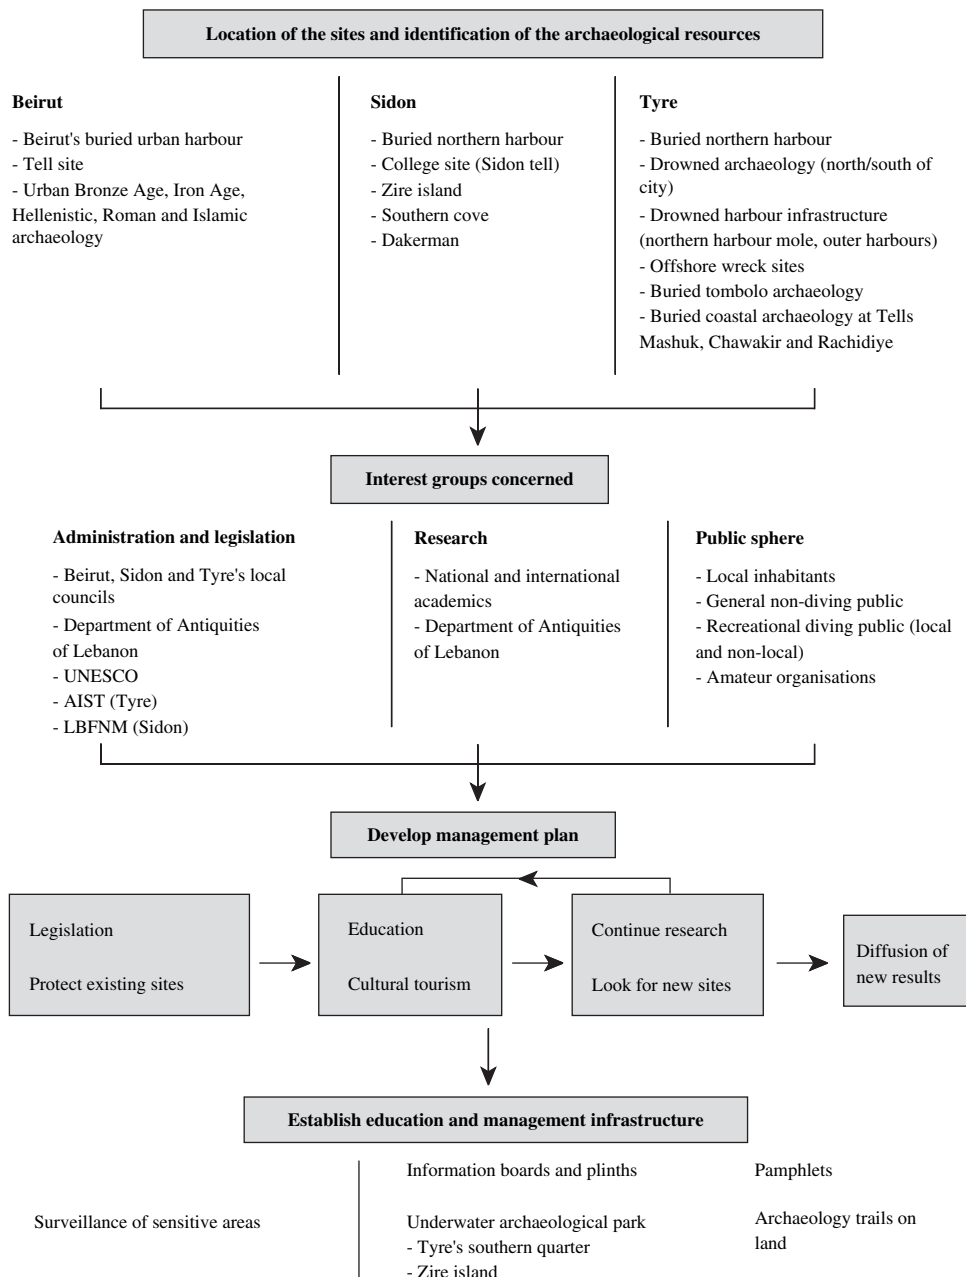 Location of the sites and identification of the archaeological resources
Beirut
- Beirut's buried urban harbour
- Tell site
- Urban Bronze Age, Iron Age,
Hellenistic, Roman and Islamic
archaeology
Sidon
- Buried northern harbour
- College site (Sidon tell)
- Zire island
- Southern cove
- Dakerman
Tyre
- Buried northern harbour
- Drowned archaeology (north/south of
city)
- Drowned harbour infrastructure
(northern harbour mole, outer harbours)
- Offshore wreck sites
- Buried tombolo archaeology
- Buried coastal archaeology at Tells
Mashuk, Chawakir and Rachidiye
Interest groups concerned
Administration and legislation
- Beirut, Sidon and Tyre's local
councils
- Department of Antiquities
of Lebanon
- UNESCO
- AIST (Tyre)
- LBFNM (Sidon)
Research
- National and international
academics
- Department of Antiquities
of Lebanon
Public sphere
- Local inhabitants
- General non-diving public
- Recreational diving public (local
and non-local)
- Amateur organisations
Develop management plan
Legislation
Protect existing sites
Education
Cultural tourism
Continue research
Look for new sites
Diffusion of
new results
Establish education and management infrastructure
Surveillance of sensitive areas
Information boards and plinths
Underwater archaeological park
- Tyre's southern quarter
- Zire island
Pamphlets
Archaeology trails on
land